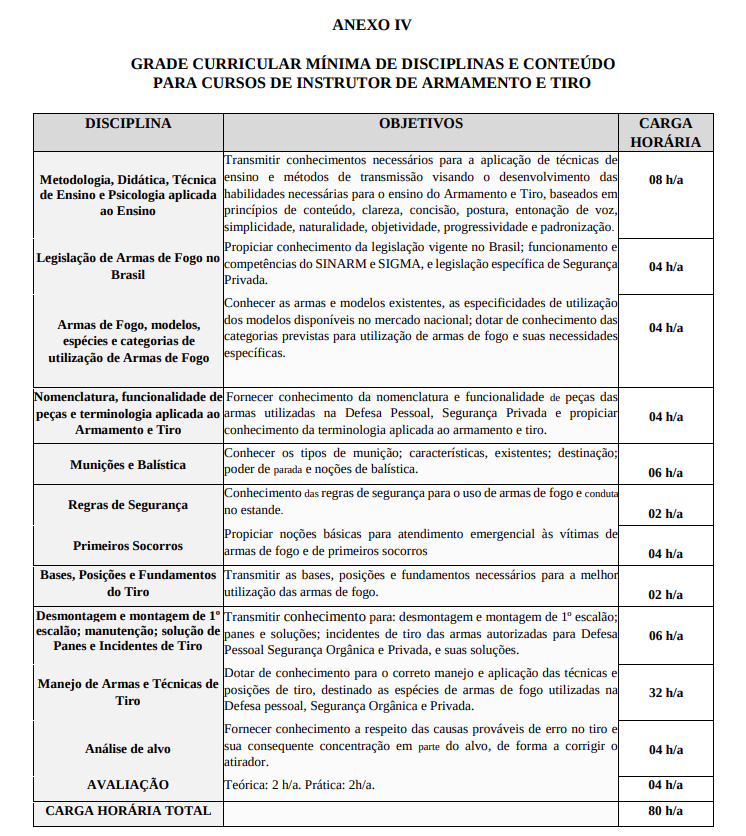 ANEXO IV
GRADE CURRICULAR MÍNIMA DE DISCIPLINAS E CONTEÚDO
PARA CURSOS DE INSTRUTOR DE ARMAMENTO E TIRO
DISCIPLINA
OBJETIVOS
CARGA
HORÁRIA
Metodologia, Didática, Técnica
de Ensino e Psicologia aplicada
ao Ensino
Transmitir conhecimentos necessários para a aplicação de técnicas de
ensino e métodos de transmissão visando o desenvolvimento das
habilidades necessárias para o ensino do Armamento e Tiro, baseados em
princípios de conteúdo, clareza, concisão, postura, entonação de voz,
simplicidade, naturalidade, objetividade, progressividade e padronização.
08 h/a
Legislação de Armas de Fogo no
Brasil
Propiciar conhecimento da legislação vigente no Brasil; funcionamento e
competências do SINARM e SIGMA, e legislação específica de Segurança
Privada.
04 h/a
Armas de Fogo, modelos,
espécies e categorias de
utilização de Armas de Fogo
Conhecer as armas e modelos existentes, as especificidades de utilização
dos modelos disponíveis no mercado nacional; dotar de conhecimento das
categorias previstas para utilização de armas de fogo e suas necessidades
específicas.
04 h/a
Nomenclatura, funcionalidade de
peças e terminologia aplicada ao
Armamento e Tiro
Fornecer conhecimento da nomenclatura e funcionalidade de peças das
armas utilizadas na Defesa Pessoal, Segurança Privada e propiciar
conhecimento da terminologia aplicada ao armamento e tiro.
04 h/a
Munições e Balística
Conhecer os tipos de munição; características, existentes; destinação;
poder de parada e noções de balística.
06 h/a
Regras de Segurança
Conhecimento das regras de segurança para o uso de armas de fogo e conduta
no estande.
02 h/a
Primeiros Socorros
Propiciar noções básicas para atendimento emergencial às vítimas de
armas de fogo e de primeiros socorros
04 h/a
Bases, Posições e Fundamentos
do Tiro
Transmitir as bases, posições e fundamentos necessários para a melhor
utilização das armas de fogo.
02 h/a
Desmontagem e montagem de 1º
escalão; manutenção; solução de
Panes e Incidentes de Tiro
Transmitir conhecimento para: desmontagem e montagem de 1º escalão;
panes e soluções; incidentes de tiro das armas autorizadas para Defesa
Pessoal Segurança Orgânica e Privada, e suas soluções.
06 h/a
Manejo de Armas e Técnicas de
Tiro
Dotar de conhecimento para o correto manejo e aplicação das técnicas e
posições de tiro, destinado as espécies de armas de fogo utilizadas na
Defesa pessoal, Segurança Orgânica e Privada.
32 h/a
Análise de alvo
Fornecer conhecimento a respeito das causas prováveis de erro no tiro e
sua consequente concentração em parte do alvo, de forma a corrigir o
atirador.
04 h/a
AVALIAÇÃO
Teórica: 2 h/a. Prática: 2h/a.
04 h/a
CARGA HORÁRIA TOTAL
80 h/a